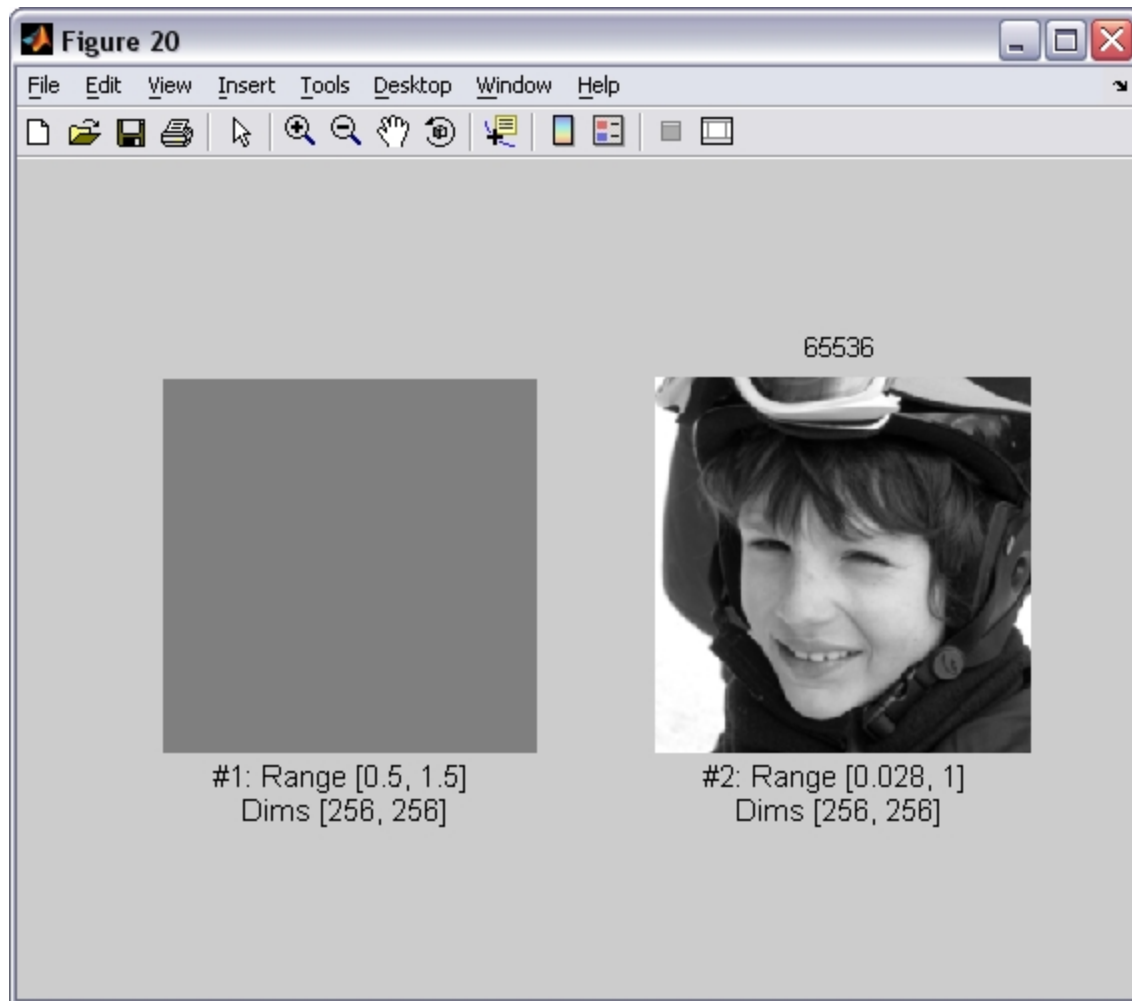 Figure 20
File Edit View Insert Tools Desktop Window Help
65536
#1: Range [0.5, 1.5]
Dims [256, 256]
#2: Range [0.028, 1]
Dims [256, 256]